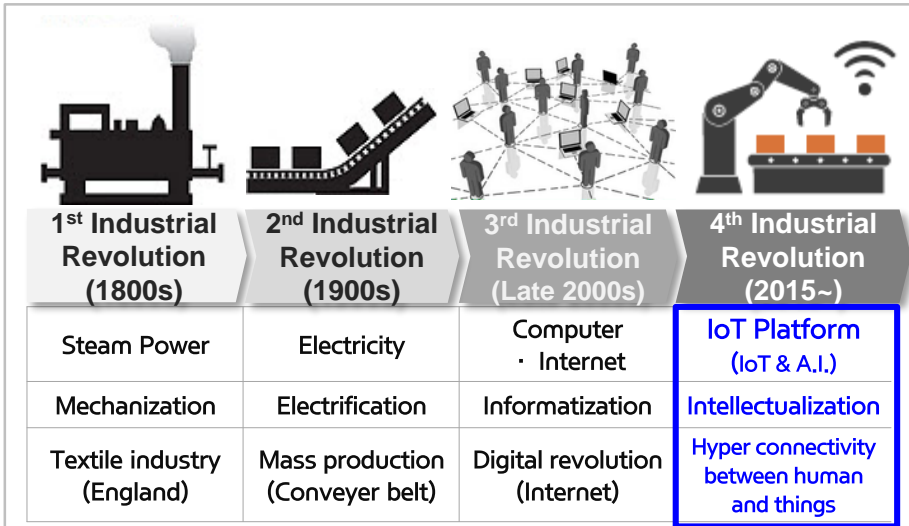 1st Industrial
Revolution
(1800s)
2nd Industrial
Revolution
(1900s)
3rd Industrial
Revolution
(Late 2000s)
4th Industrial
Revolution
(2015~)
Steam Power
Electricity
Computer
· Internet
IoT Platform
(IoT & A.I.)
Mechanization
Electrification
Informatization
Intellectualization
Textile industry
(England)
Mass production
(Conveyer belt)
Digital revolution
(Internet)
Hyper connectivity
between human
and things